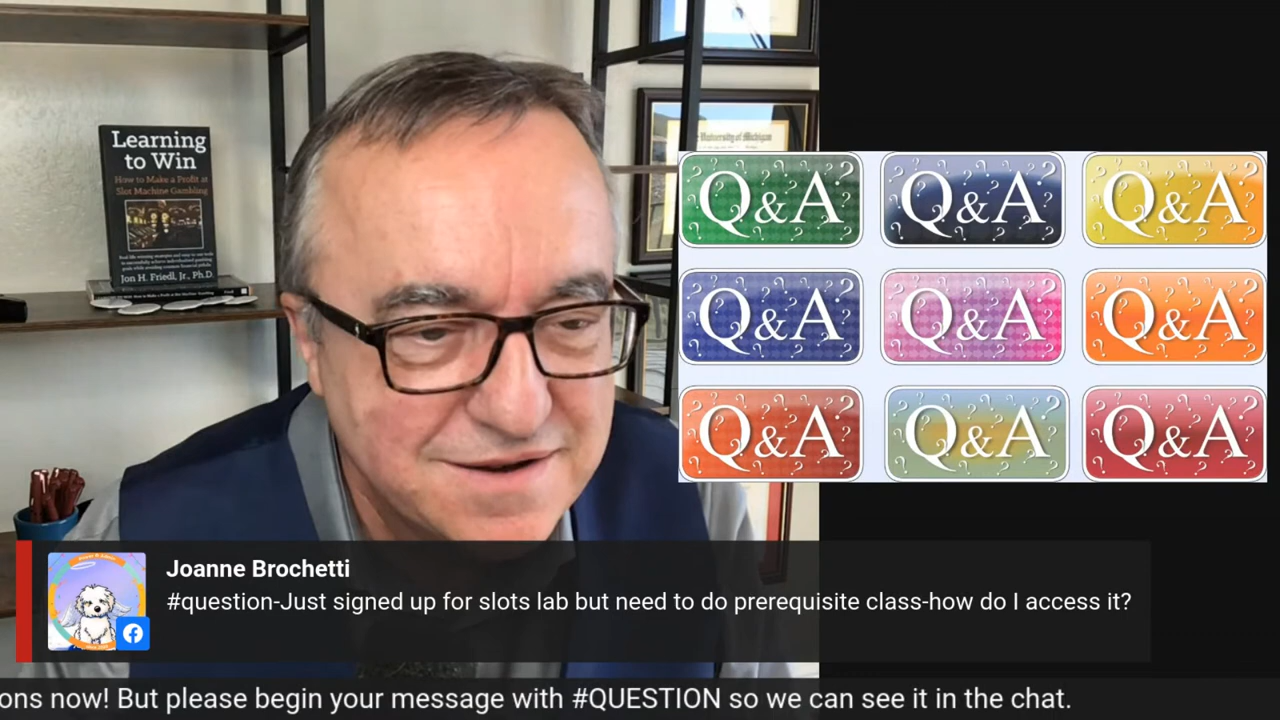 Learning
to Win
How to Make a Profit at
Slot Machine Gambling
Jon H. Friedl, Jr., Ph.D.
University of Michigan
Q&A
Q&A
Q&A
Q&A
Q&A
Q&A
Q&A
Q&A
Q&A
Joanne Brochetti
#question-Just signed up for slots lab but need to do prerequisite class-how do I access it?
ons now! But please begin your message with #QUESTION so we can see it in the chat.